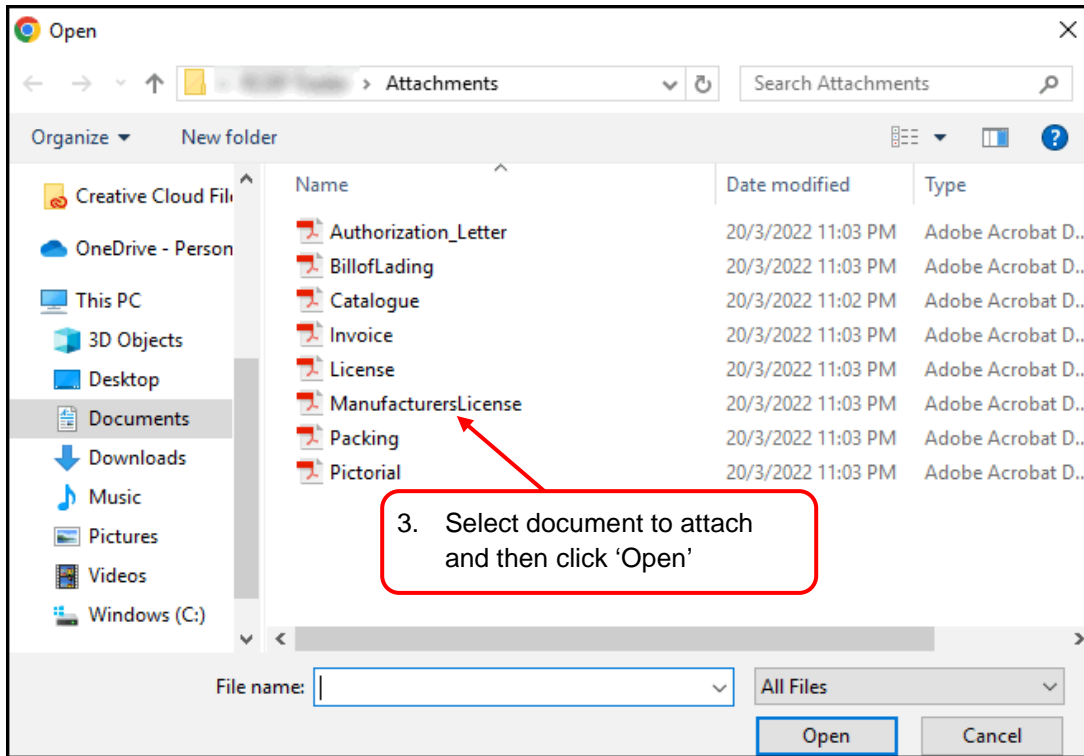 Open
Attachments
Search Attachments
Organize
New folder
Creative Cloud Fil
OneDrive - Person
This PC
3D Objects
Desktop
Documents
Downloads
Music
Pictures
Videos
Windows (C:)
Name Date modified Type
Authorization_Letter 20/3/2022 11:03 PM Adobe Acrobat D...
BillofLading 20/3/2022 11:03 PM Adobe Acrobat D...
Catalogue 20/3/2022 11:02 PM Adobe Acrobat D...
Invoice 20/3/2022 11:03 PM Adobe Acrobat D...
License 20/3/2022 11:03 PM Adobe Acrobat D...
ManufacturersLicense 20/3/2022 11:03 PM Adobe Acrobat D...
Packing 20/3/2022 11:03 PM Adobe Acrobat D...
Pictorial 20/3/2022 11:03 PM Adobe Acrobat D...
3. Select document to attach
and then click ‘Open’
File name:
All Files
Open
Cancel